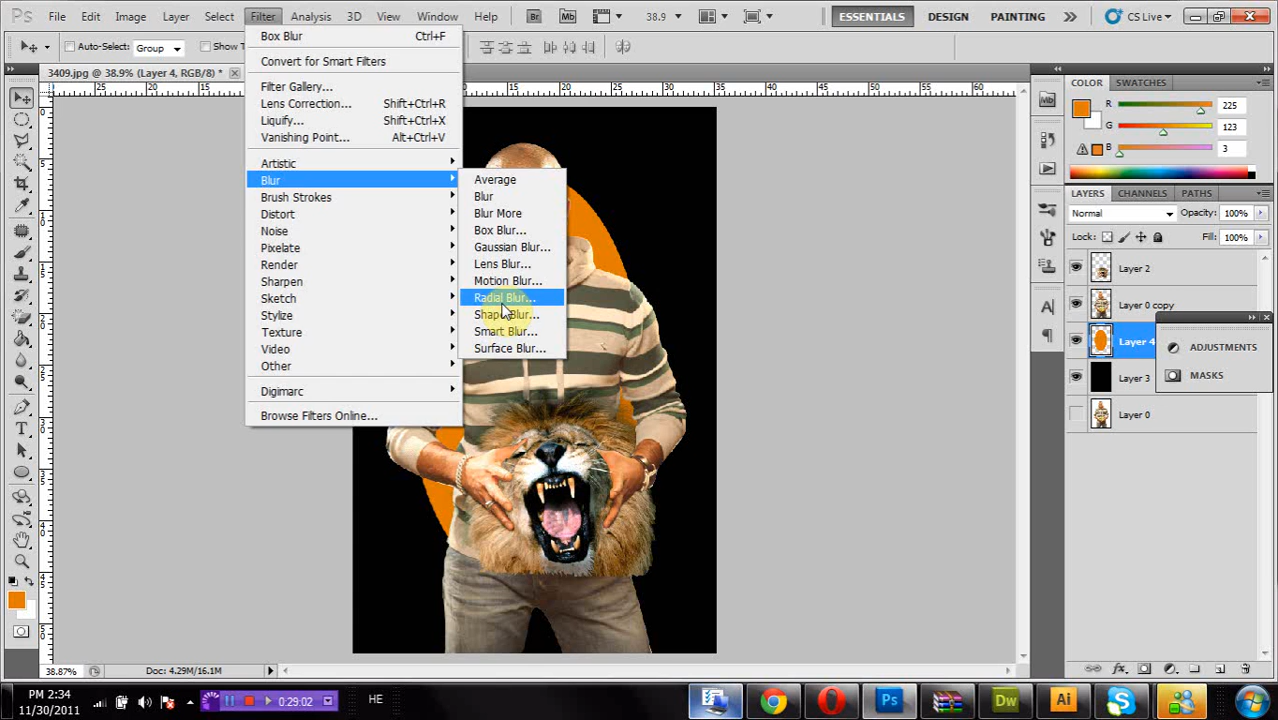 Ps File Edit Image Layer Select Filter Analysis 3D View Window Help Br Mb 38.9 ESSENTIALS DESIGN PAINTING CS Live
Auto-Select: Group Show T
3409.jpg @ 38.9% (Layer 4, RGB/8) *
Box Blur Ctrl+F
Convert for Smart Filters
Filter Gallery...
Lens Correction... Shift+Ctrl+R
Liquify... Shift+Ctrl+X
Vanishing Point... Alt+Ctrl+V
Artistic
Blur
Brush Strokes
Distort
Noise
Pixelate
Render
Sharpen
Sketch
Stylize
Texture
Video
Other
Digimarc
Browse Filters Online...
Average
Blur
Blur More
Box Blur...
Gaussian Blur...
Lens Blur...
Motion Blur...
Radial Blur...
Shape Blur...
Smart Blur...
Surface Blur...
COLOR SWATCHES
R 225
G 123
B 3
LAYERS CHANNELS PATHS
Normal Opacity: 100%
Lock: Fill: 100%
Layer 2
Layer 0 copy
Layer 4
Layer 3
Layer 0
ADJUSTMENTS
MASKS
38.87% Doc: 4.29M/16.1M
PM 2:34
11/30/2011
0:29:02
HE
Ps Dw Ai